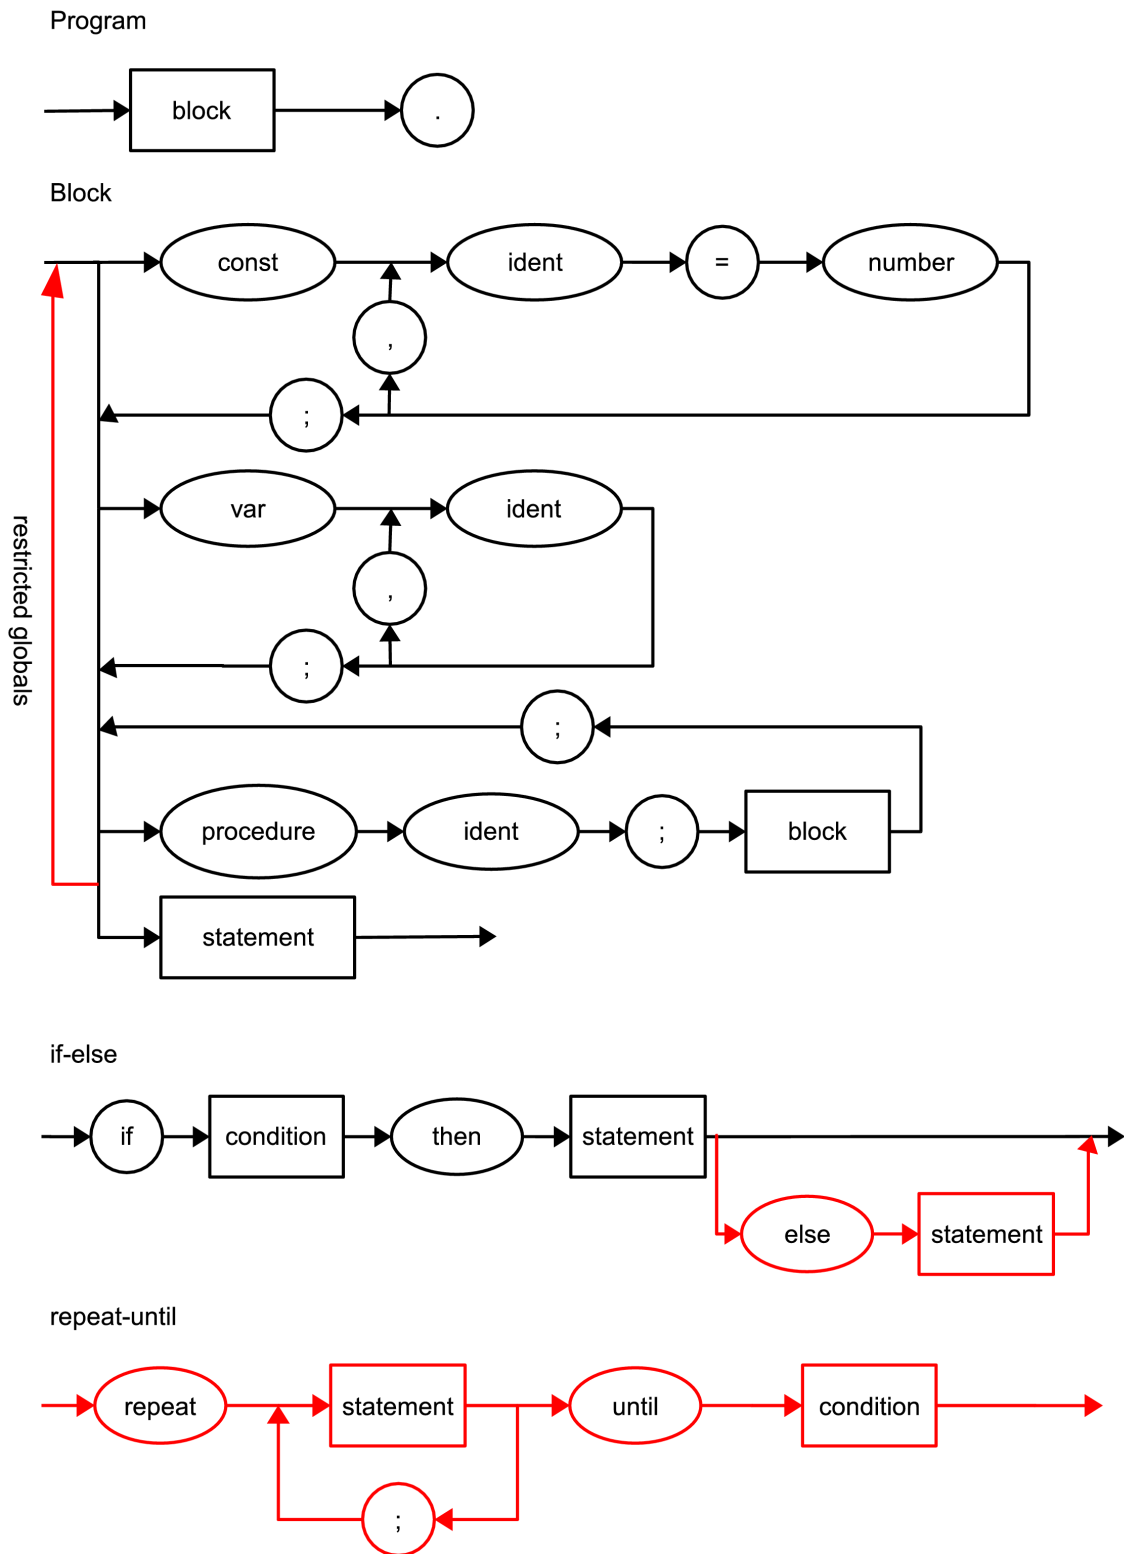 Program
block .
Block
const ident = number
,
;
var ident
,
;
restricted globals
;
procedure ident ; block
statement
if-else
if condition then statement
else statement
repeat-until
repeat statement until condition
;